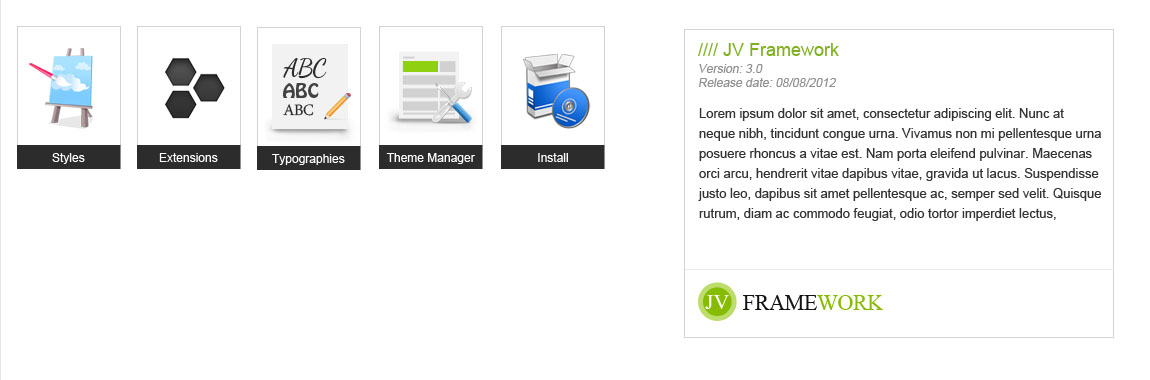 ABC
ABC
ABC
Styles
Extensions
Typographies
Theme Manager
Install
//// JV Framework
Version: 3.0
Release date: 08/08/2012
Lorem ipsum dolor sit amet, consectetur adipiscing elit. Nunc at
neque nibh, tincidunt congue urna. Vivamus non mi pellentesque urna
posuere rhoncus a vitae est. Nam porta eleifend pulvinar. Maecenas
orci arcu, hendrerit vitae dapibus vitae, gravida ut lacus. Suspendisse
justo leo, dapibus sit amet pellentesque ac, semper sed velit. Quisque
rutrum, diam ac commodo feugiat, odio tortor imperdiet lectus,
JV FRAMEWORK